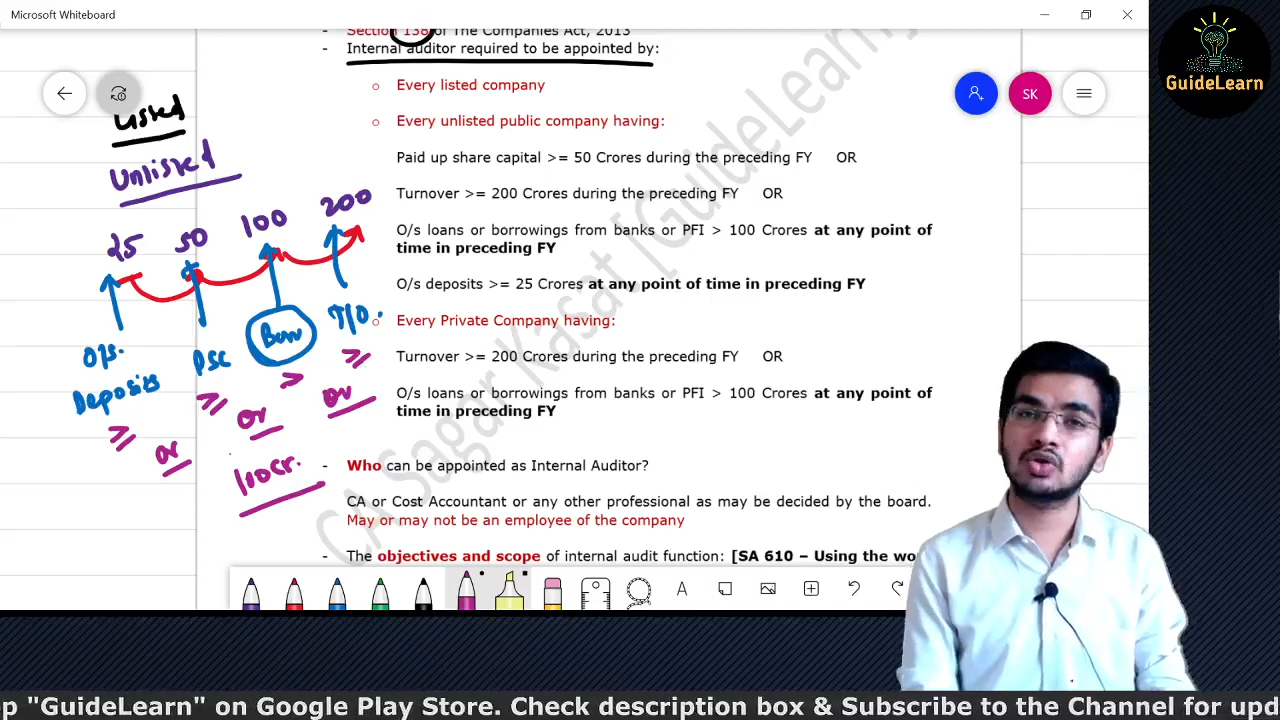 Microsoft Whiteboard
GuideLearn
SK
- Section 138 of The Companies Act, 2013
- Internal auditor required to be appointed by:
o Every listed company
o Every unlisted public company having:
Paid up share capital >= 50 Crores during the preceding FY OR
Turnover >= 200 Crores during the preceding FY OR
O/s loans or borrowings from banks or PFI > 100 Crores at any point of
time in preceding FY
O/s deposits >= 25 Crores at any point of time in preceding FY
o Every Private Company having:
Turnover >= 200 Crores during the preceding FY OR
O/s loans or borrowings from banks or PFI > 100 Crores at any point of
time in preceding FY
- Who can be appointed as Internal Auditor?
CA or Cost Accountant or any other professional as may be decided by the board.
May or may not be an employee of the company
- The objectives and scope of internal audit function: [SA 610 – Using the wo
CA Sagar Kasat [GuideLearn
Listed
Unlisted
25 50 100 200
O/s. Deposits
PSC
Borr
T/O.
≥ or ≥ or > or ≥
100cr.
A
p "GuideLearn" on Google Play Store. Check description box & Subscribe to the Channel for upd